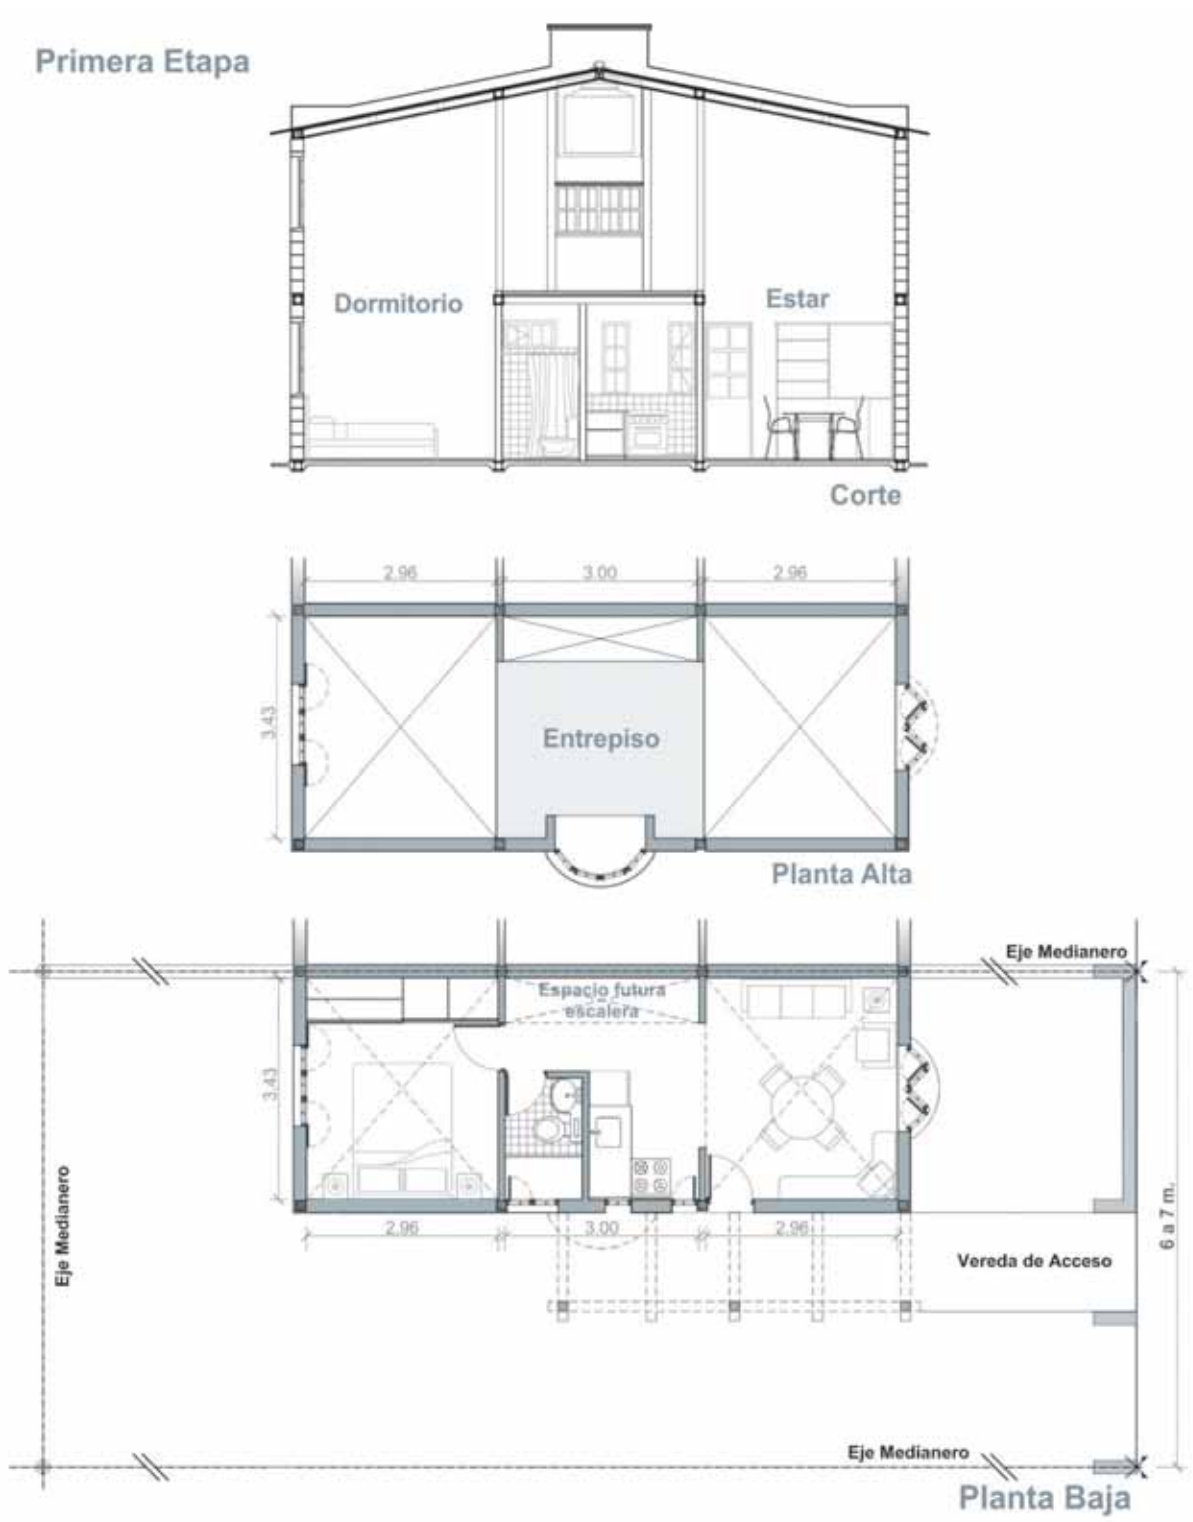 Primera Etapa
Dormitorio
Estar
Corte
2.96
3.00
2.96
3.43
Entrepiso
Planta Alta
Eje Medianero
Espacio futura
escalera
3.43
Eje Medianero
2.96
3.00
2.96
Vereda de Acceso
6 a 7 m.
Eje Medianero
Planta Baja